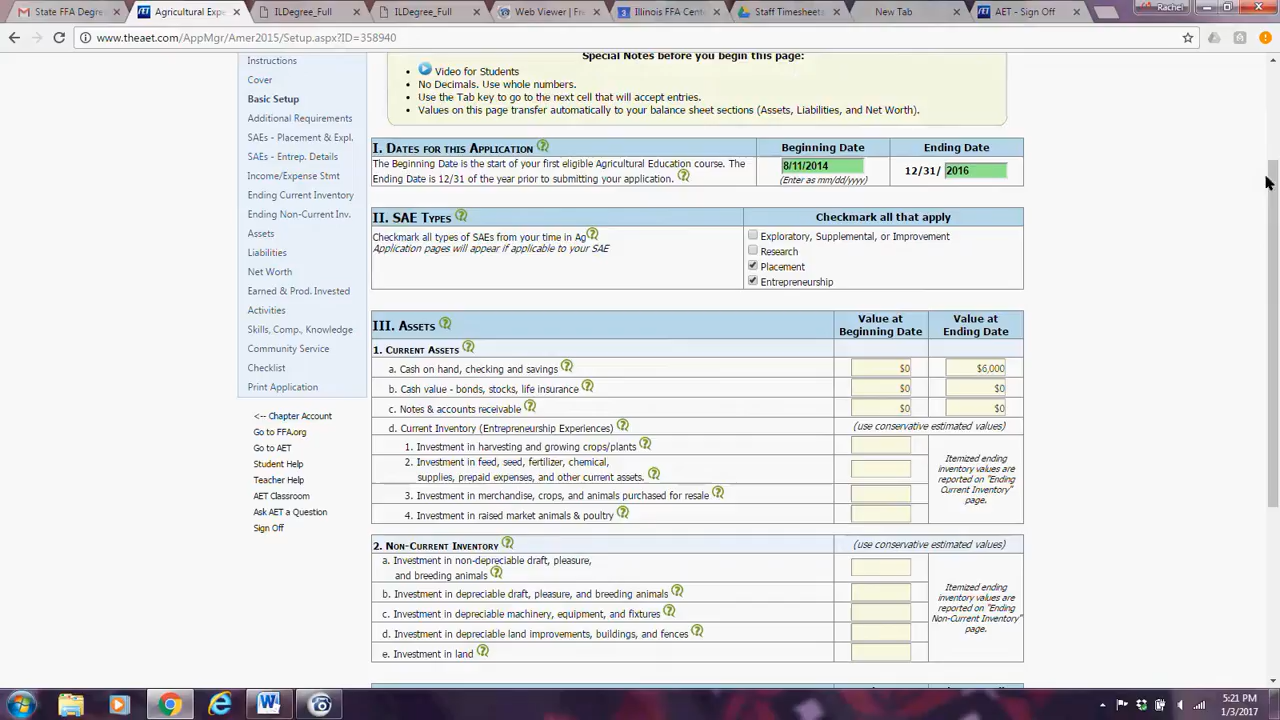 State FFA Degree
Agricultural Expe
ILDegree_Full
ILDegree_Full
Web Viewer | Fre
Illinois FFA Cente
Staff Timesheets
New Tab
AET - Sign Off
Rachel
www.theaet.com/AppMgr/Amer2015/Setup.aspx?ID=358940
Instructions
Cover
Basic Setup
Additional Requirements
SAEs - Placement & Expl.
SAEs - Entrep. Details
Income/Expense Stmt
Ending Current Inventory
Ending Non-Current Inv.
Assets
Liabilities
Net Worth
Earned & Prod. Invested
Activities
Skills, Comp., Knowledge
Community Service
Checklist
Print Application
<-- Chapter Account
Go to FFA.org
Go to AET
Student Help
Teacher Help
AET Classroom
Ask AET a Question
Sign Off
Special Notes before you begin this page:
• Video for Students
• No Decimals. Use whole numbers.
• Use the Tab key to go to the next cell that will accept entries.
• Values on this page transfer automatically to your balance sheet sections (Assets, Liabilities, and Net Worth).
I. Dates for this Application
Beginning Date
Ending Date
The Beginning Date is the start of your first eligible Agricultural Education course. The
Ending Date is 12/31 of the year prior to submitting your application.
8/11/2014
(Enter as mm/dd/yyyy)
12/31/ 2016
II. SAE Types
Checkmark all that apply
Checkmark all types of SAEs from your time in Ag
Application pages will appear if applicable to your SAE
Exploratory, Supplemental, or Improvement
Research
Placement
Entrepreneurship
III. Assets
Value at
Beginning Date
Value at
Ending Date
1. Current Assets
a. Cash on hand, checking and savings $0 $6,000
b. Cash value - bonds, stocks, life insurance $0 $0
c. Notes & accounts receivable $0 $0
d. Current Inventory (Entrepreneurship Experiences) (use conservative estimated values)
1. Investment in harvesting and growing crops/plants
2. Investment in feed, seed, fertilizer, chemical,
supplies, prepaid expenses, and other current assets.
3. Investment in merchandise, crops, and animals purchased for resale
4. Investment in raised market animals & poultry
Itemized ending
inventory values are
reported on "Ending
Current Inventory"
page.
2. Non-Current Inventory (use conservative estimated values)
a. Investment in non-depreciable draft, pleasure,
and breeding animals
b. Investment in depreciable draft, pleasure, and breeding animals
c. Investment in depreciable machinery, equipment, and fixtures
d. Investment in depreciable land improvements, buildings, and fences
e. Investment in land
Itemized ending
inventory values are
reported on "Ending
Non-Current Inventory"
page.
5:21 PM
1/3/2017